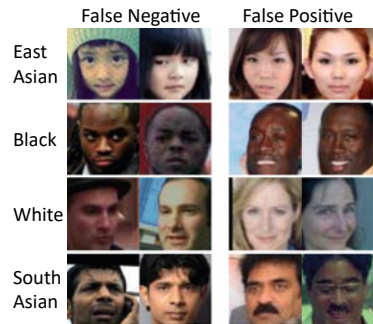 False Negative False Positive
East
Asian
Black
White
South
Asian